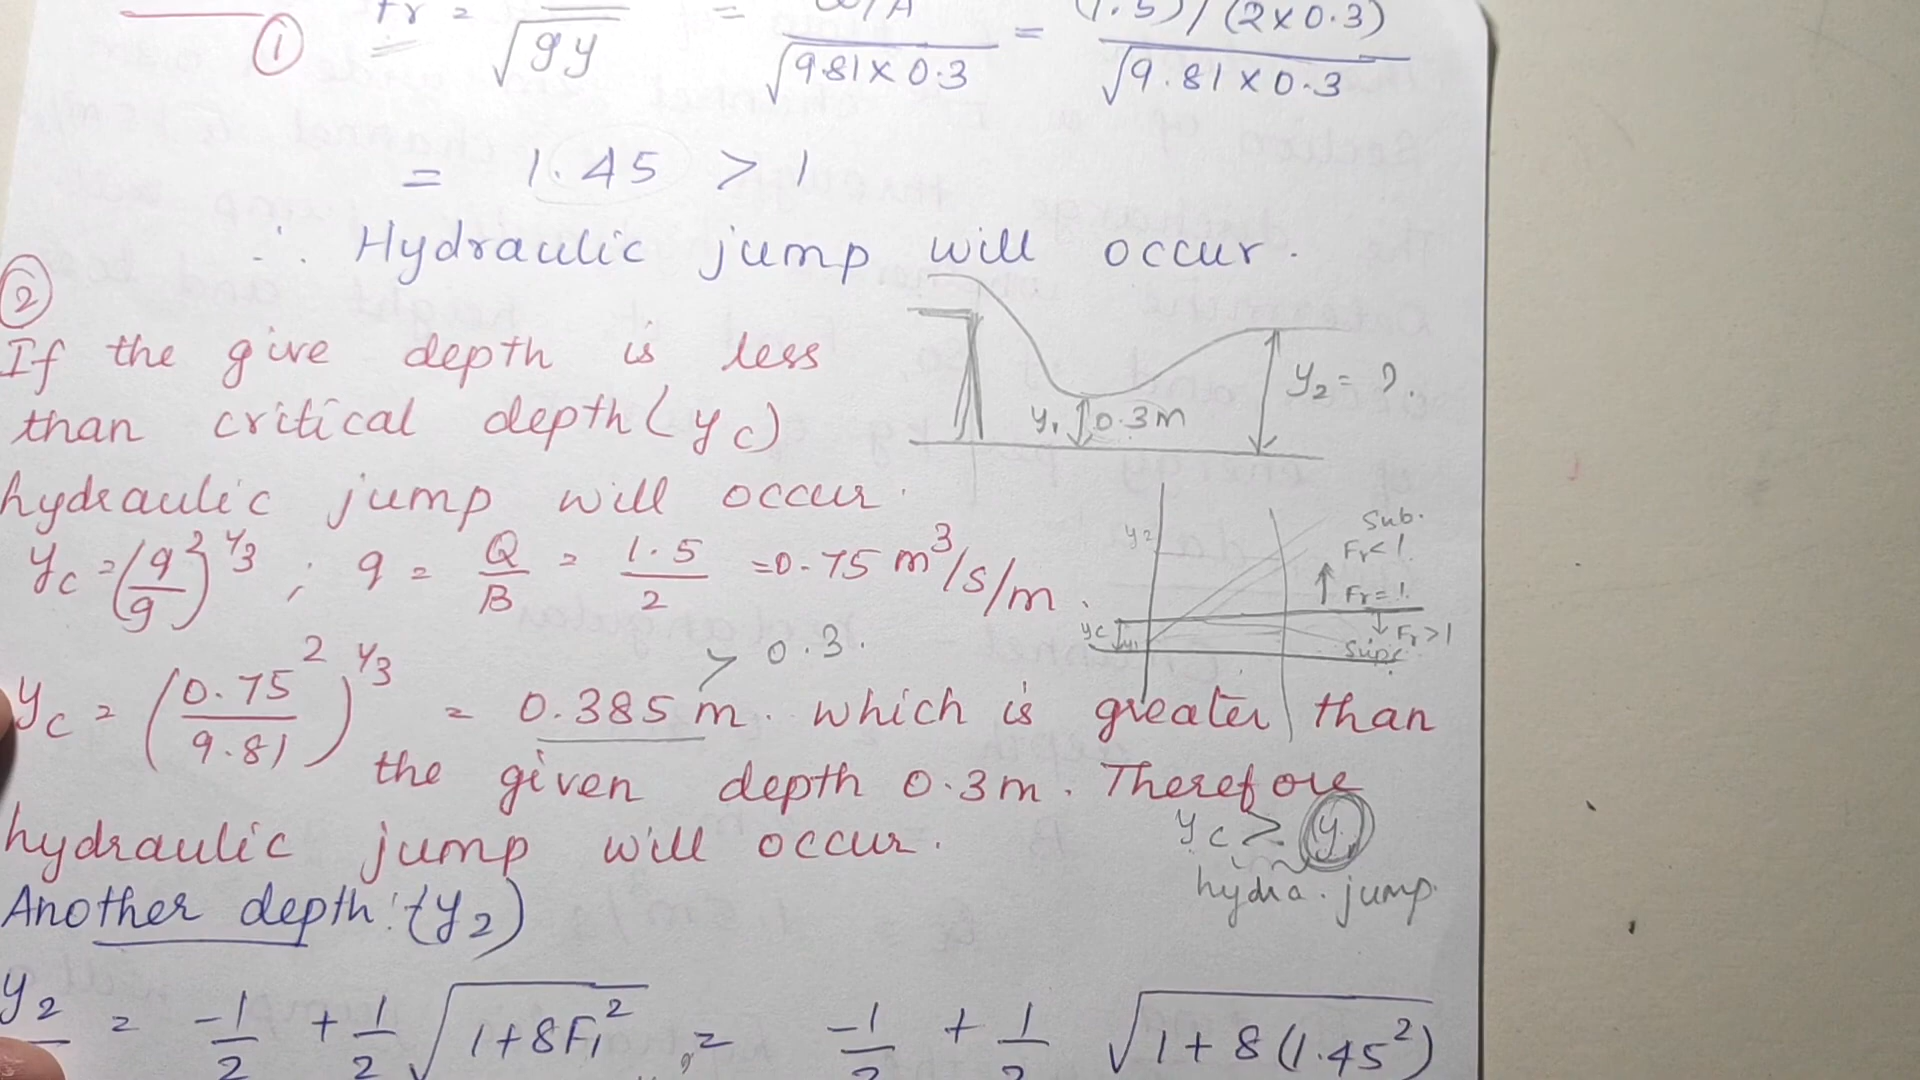 ① Fr = /√gy = Q/A/√9.81×0.3 = (1.5)/(2×0.3)/√9.81×0.3
= 1.45 > 1
∴ Hydraulic jump will occur.
②
If the give depth is less
than critical depth (yc)
hydraulic jump will occur.
y₁ 0.3m
y₂ = ?
yc = (q²/g)^1/3 ; q = Q/B = 1.5/2 = 0.75 m³/s/m.
y₂
Sub.
Fr<1.
Fr=1.
yc
y₁
Fr>1
Supe.
> 0.3.
yc = (0.75²/9.81)^1/3 = 0.385 m. which is greater than
the given depth 0.3m. Therefore
hydraulic jump will occur.
yc > y₁
hydra. jump.
Another depth: (y₂)
y₂/ = -1/2 + 1/2 √1+8F₁² = -1/2 + 1/2 √1+8(1.45²)